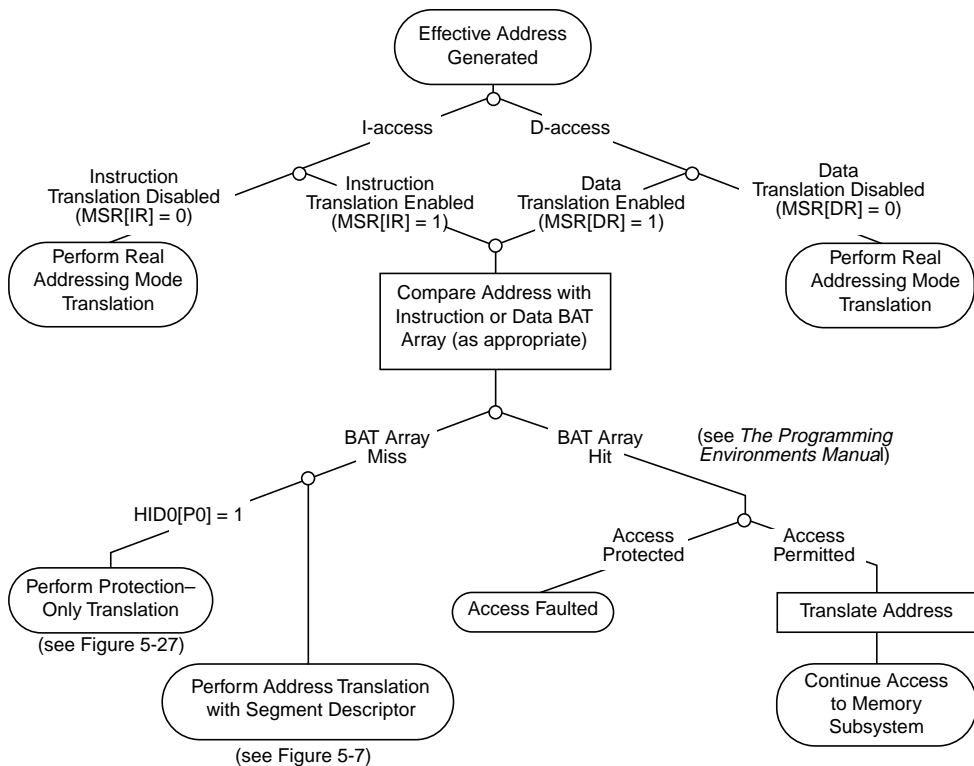 Effective Address
Generated
I-access
D-access
Instruction
Translation Disabled
(MSR[IR] = 0)
Instruction
Translation Enabled
(MSR[IR] = 1)
Data
Translation Enabled
(MSR[DR] = 1)
Data
Translation Disabled
(MSR[DR] = 0)
Perform Real
Addressing Mode
Translation
Compare Address with
Instruction or Data BAT
Array (as appropriate)
Perform Real
Addressing Mode
Translation
BAT Array
Miss
BAT Array
Hit
(see The Programming
Environments Manual)
HID0[P0] = 1
Access
Protected
Access
Permitted
Perform Protection–
Only Translation
(see Figure 5-27)
Access Faulted
Translate Address
Perform Address Translation
with Segment Descriptor
(see Figure 5-7)
Continue Access
to Memory
Subsystem